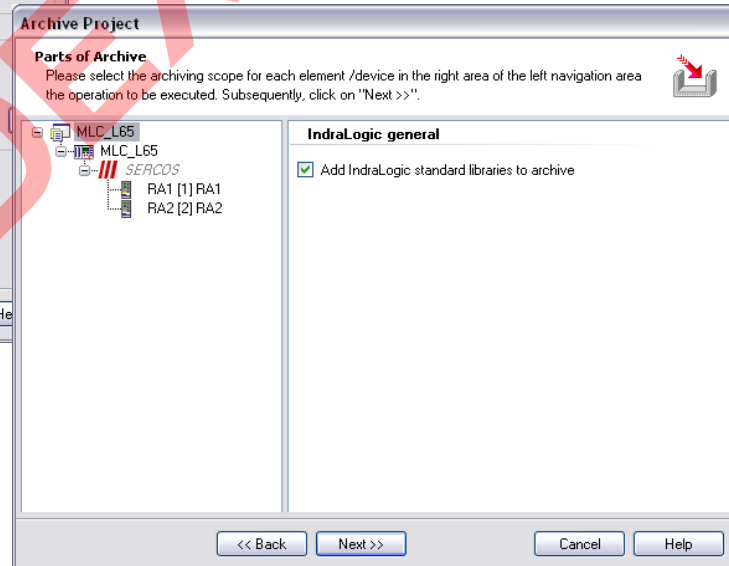 Archive Project
Parts of Archive
Please select the archiving scope for each element /device in the right area of the left navigation area
the operation to be executed. Subsequently, click on "Next >>".
MLC_L65
MLC_L65
SERCOS
RA1 [1] RA1
RA2 [2] RA2
IndraLogic general
Add IndraLogic standard libraries to archive
<< Back
Next >>
Cancel
Help